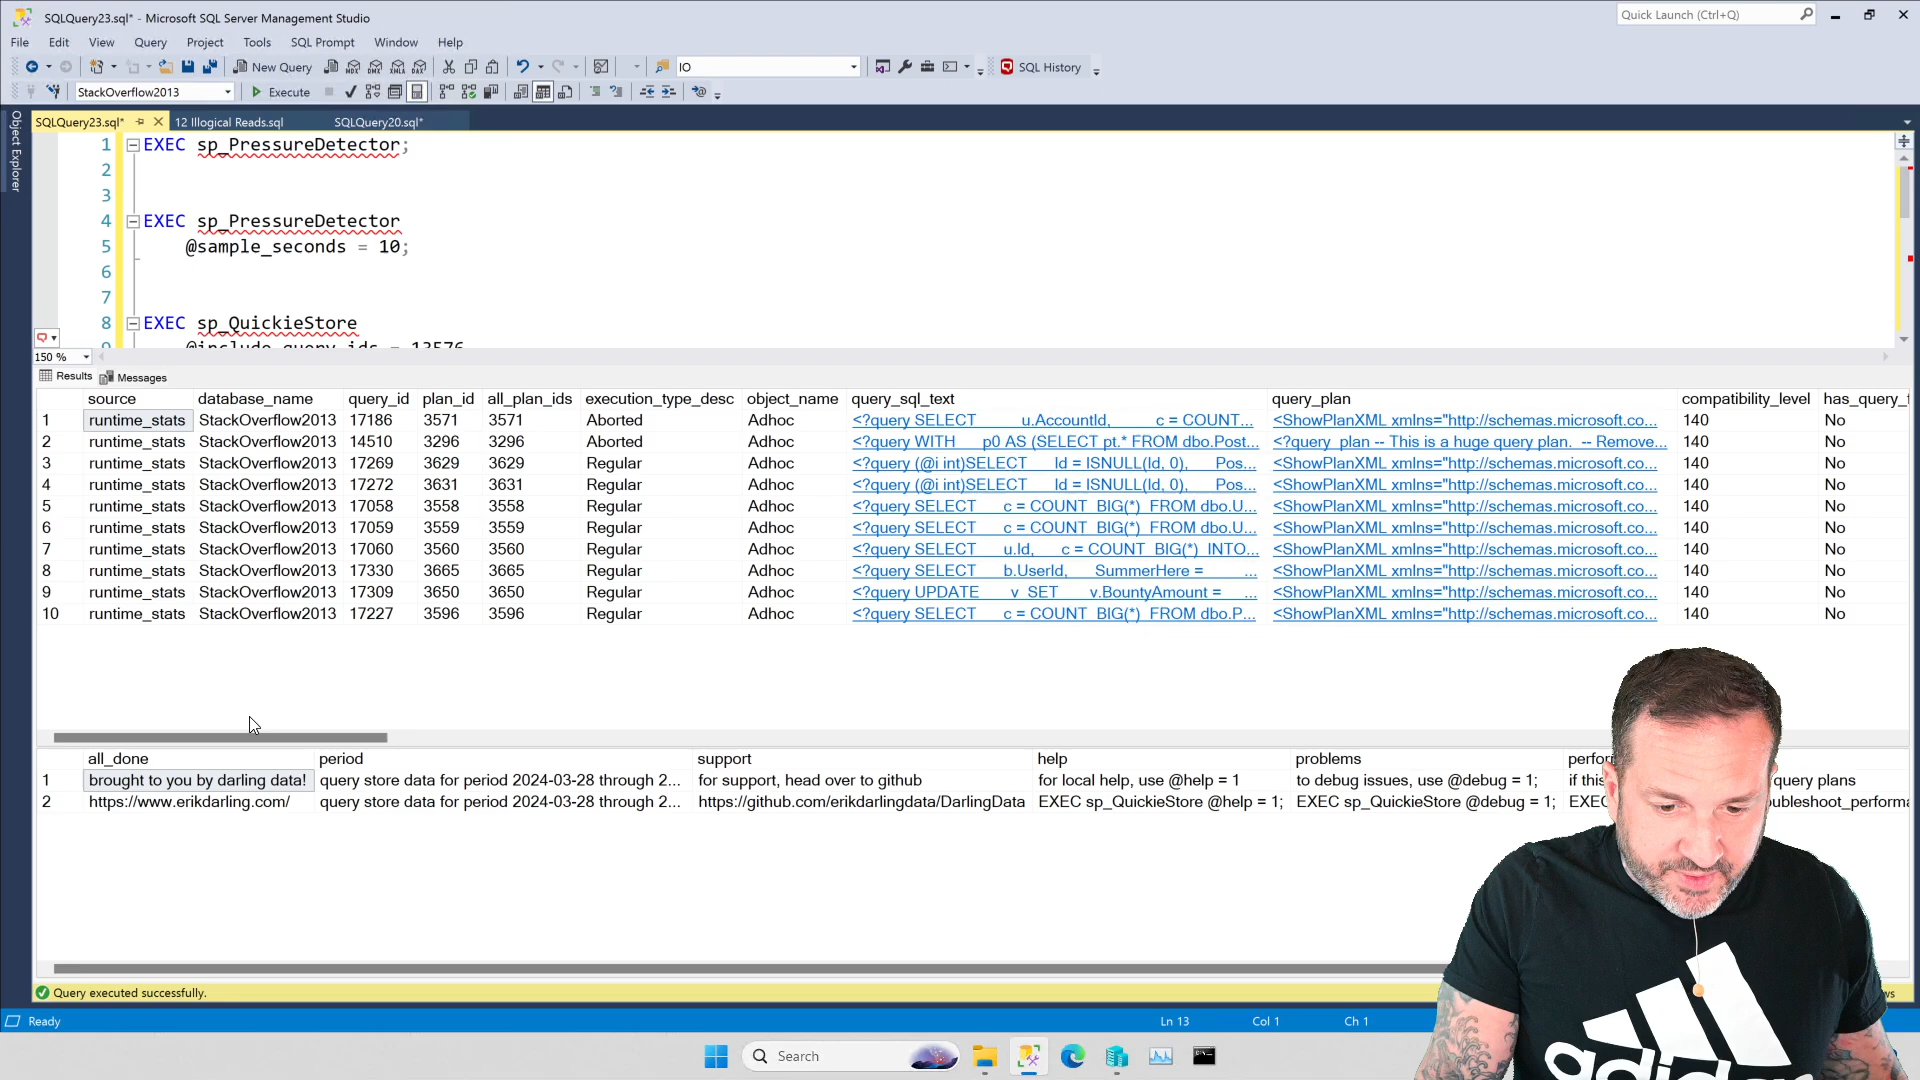 SQLQuery23.sql* - Microsoft SQL Server Management Studio
Quick Launch (Ctrl+Q)
File Edit View Query Project Tools SQL Prompt Window Help
New Query IO SQL History
StackOverflow2013 Execute
SQLQuery23.sql* 12 Illogical Reads.sql SQLQuery20.sql*
Object Explorer
1 EXEC sp_PressureDetector;
2
3
4 EXEC sp_PressureDetector
5 @sample_seconds = 10;
6
7
8 EXEC sp_QuickieStore
9 @include_query_ids = 13576
150 %
Results Messages
source database_name query_id plan_id all_plan_ids execution_type_desc object_name query_sql_text query_plan compatibility_level
1 runtime_stats StackOverflow2013 17186 3571 3571 Aborted Adhoc <?query SELECT u.AccountId, c = COUNT... <ShowPlanXML xmlns="http://schemas.microsoft.co... 140 No
2 runtime_stats StackOverflow2013 14510 3296 3296 Aborted Adhoc <?query WITH p0 AS (SELECT pt.* FROM dbo.Post... <?query_plan -- This is a huge query plan. -- Remove... 140 No
3 runtime_stats StackOverflow2013 17269 3629 3629 Regular Adhoc <?query (@i int)SELECT Id = ISNULL(Id, 0), Pos... <ShowPlanXML xmlns="http://schemas.microsoft.co... 140 No
4 runtime_stats StackOverflow2013 17272 3631 3631 Regular Adhoc <?query (@i int)SELECT Id = ISNULL(Id, 0), Pos... <ShowPlanXML xmlns="http://schemas.microsoft.co... 140 No
5 runtime_stats StackOverflow2013 17058 3558 3558 Regular Adhoc <?query SELECT c = COUNT_BIG(*) FROM dbo.U... <ShowPlanXML xmlns="http://schemas.microsoft.co... 140 No
6 runtime_stats StackOverflow2013 17059 3559 3559 Regular Adhoc <?query SELECT c = COUNT_BIG(*) FROM dbo.U... <ShowPlanXML xmlns="http://schemas.microsoft.co... 140 No
7 runtime_stats StackOverflow2013 17060 3560 3560 Regular Adhoc <?query SELECT u.Id, c = COUNT_BIG(*) INTO... <ShowPlanXML xmlns="http://schemas.microsoft.co... 140 No
8 runtime_stats StackOverflow2013 17330 3665 3665 Regular Adhoc <?query SELECT b.UserId, SummerHere = ... <ShowPlanXML xmlns="http://schemas.microsoft.co... 140 No
9 runtime_stats StackOverflow2013 17309 3650 3650 Regular Adhoc <?query UPDATE v SET v.BountyAmount = ... <ShowPlanXML xmlns="http://schemas.microsoft.co... 140 No
10 runtime_stats StackOverflow2013 17227 3596 3596 Regular Adhoc <?query SELECT c = COUNT_BIG(*) FROM dbo.P... <ShowPlanXML xmlns="http://schemas.microsoft.co... 140 No
all_done period support help problems
1 brought to you by darling data! query store data for period 2024-03-28 through 2... for support, head over to github for local help, use @help = 1 to debug issues, use @debug = 1; if this query plans
2 https://www.erikdarling.com/ query store data for period 2024-03-28 through 2... https://github.com/erikdarlingdata/DarlingData EXEC sp_QuickieStore @help = 1; EXEC sp_QuickieStore @debug = 1;
Query executed successfully.
Ready Ln 13 Col 1 Ch 1
Search
adidas